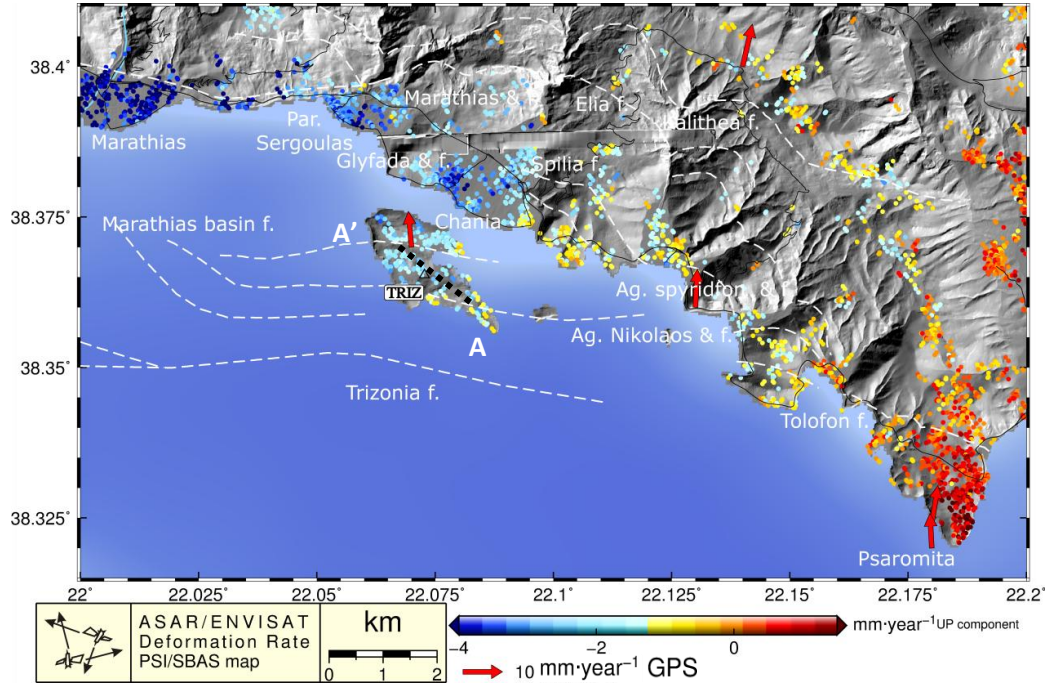 38.4
38.375
38.35
38.325
Marathias & f.
Elia f.
Kalithea f.
Marathias
Par.
Sergoulas
Glyfada & f.
Spilia f.
Chania
Marathias basin f.
A’
TRIZ
A
Ag. spyridfon. & f.
Ag. Nikolaos & f.
Trizonia f.
Tolofon f.
Psaromita
22° 22.025 22.05 22.075 22.1 22.125 22.15 22.175 22.2
ASAR/ENVISAT
Deformation Rate
PSI/SBAS map
km
0 1 2
−4 −2 0
mm·year⁻¹ UP component
10 mm·year⁻¹ GPS